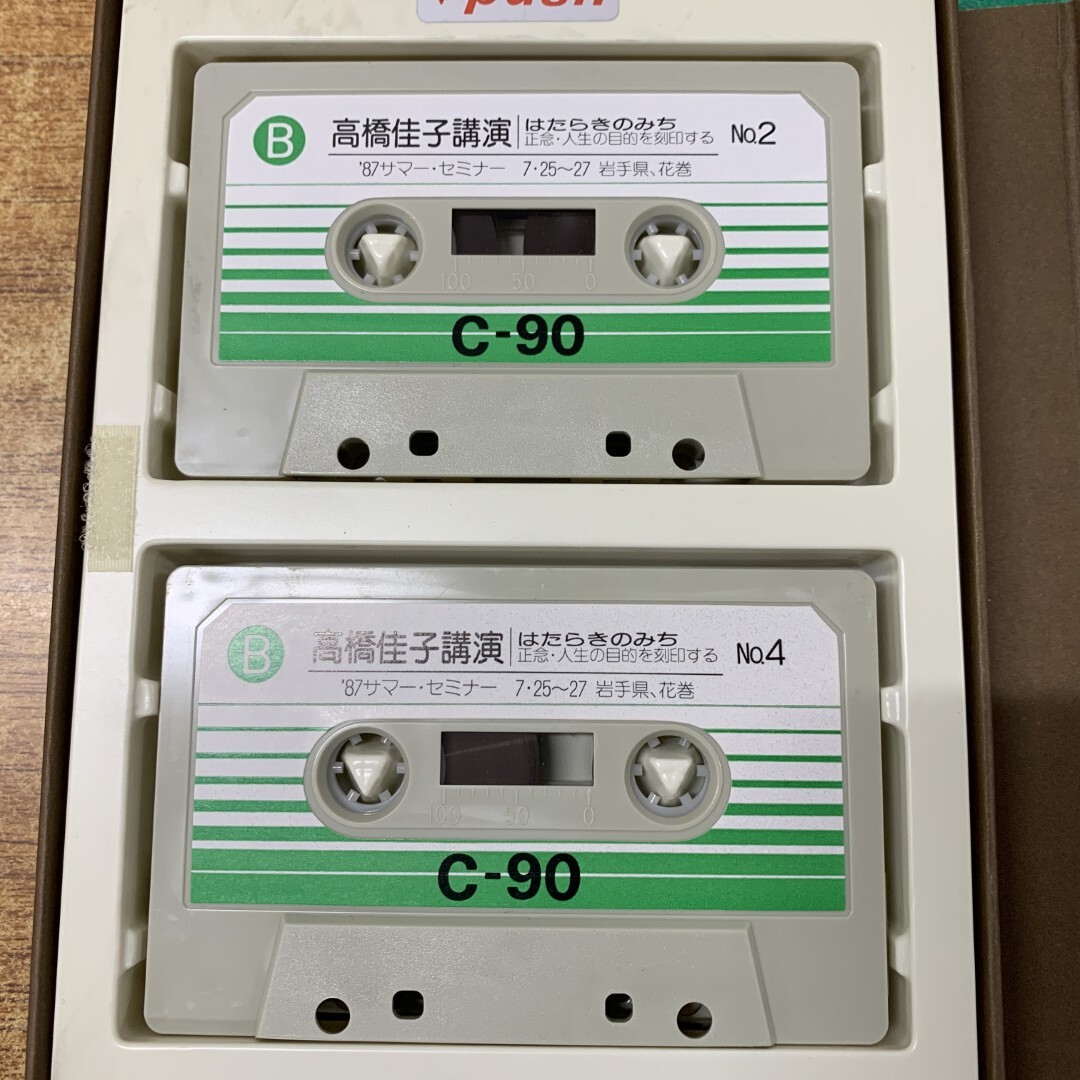 push
B 高橋佳子講演 はたらきのみち No.2
正念・人生の目的を刻印する
'87サマー・セミナー 7・25〜27 岩手県、花巻
100 50 0
C-90
B 高橋佳子講演 はたらきのみち No.4
正念・人生の目的を刻印する
'87サマー・セミナー 7・25〜27 岩手県、花巻
100 50 0
C-90